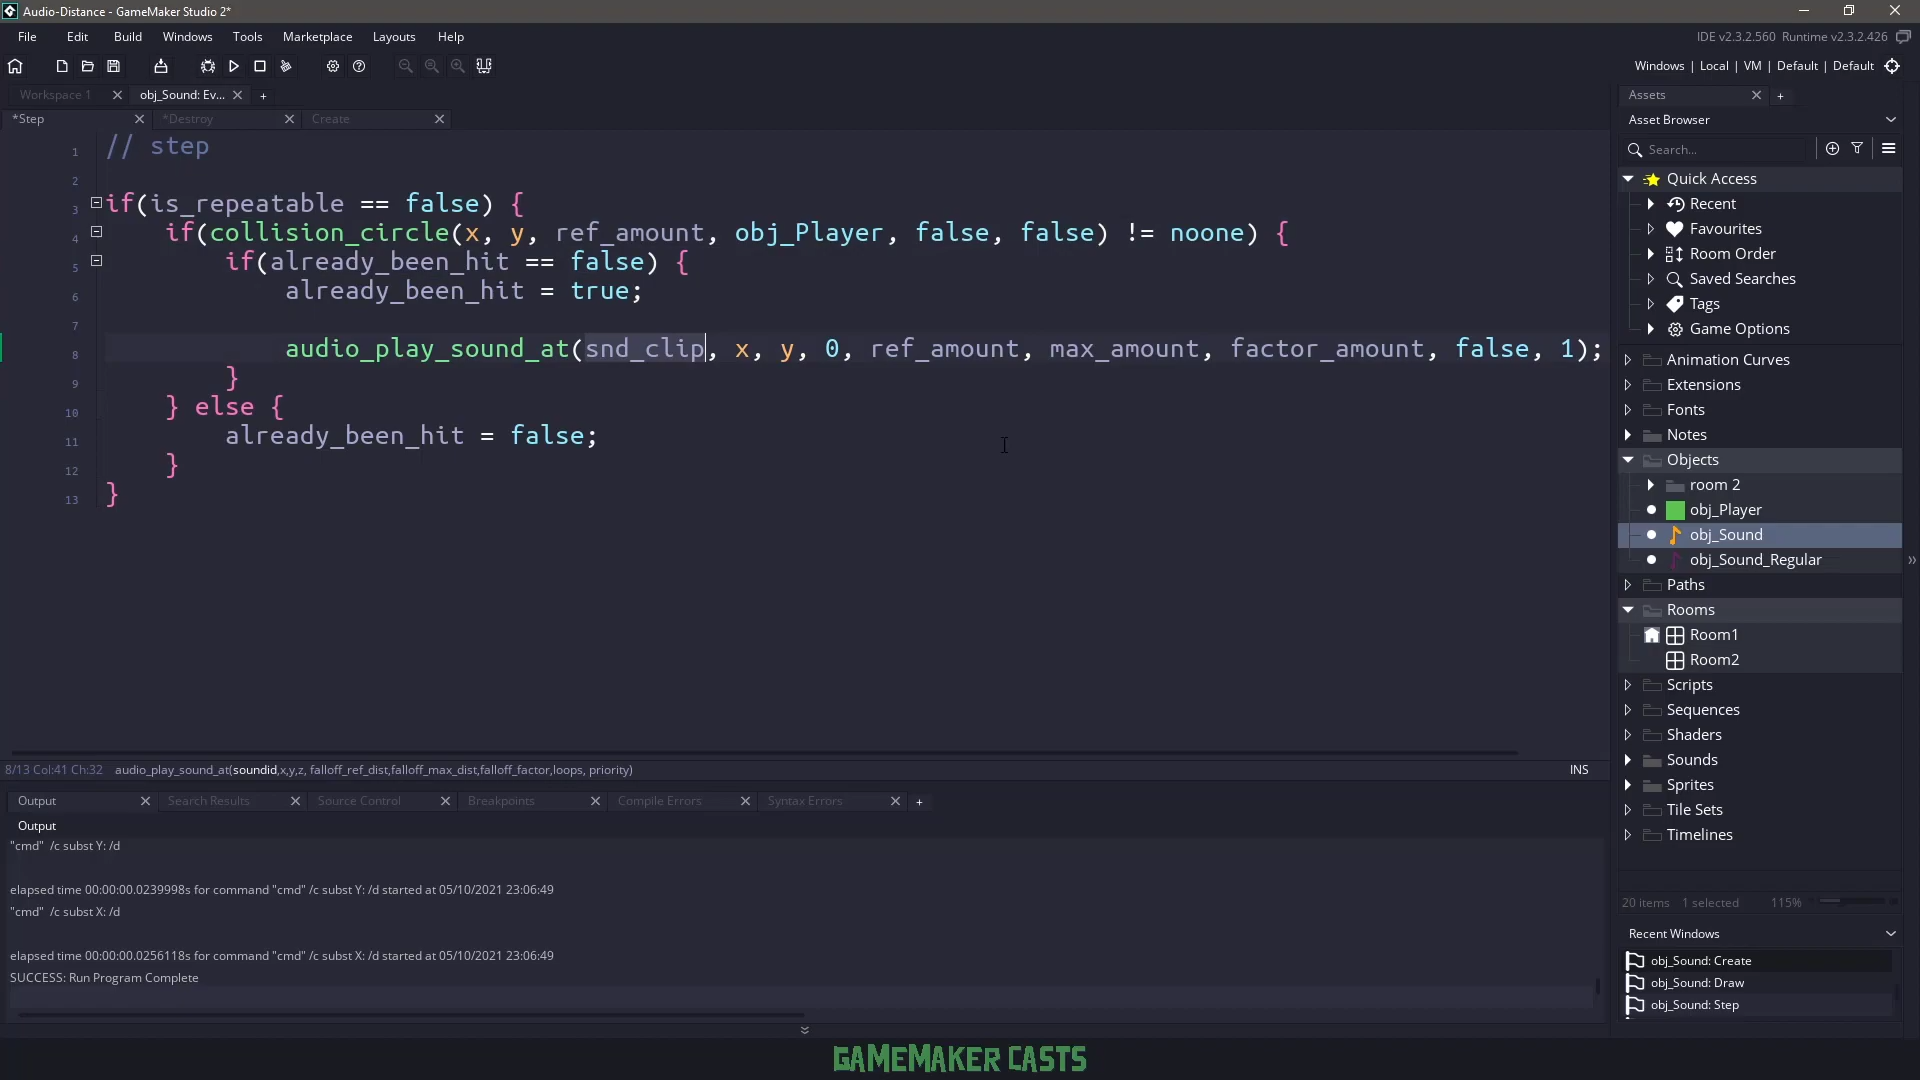 Audio-Distance - GameMaker Studio 2*
File Edit Build Windows Tools Marketplace Layouts Help
IDE v2.3.2.560 Runtime v2.3.2.426
Windows | Local | VM | Default | Default
Workspace 1 obj_Sound: Ev... +
*Step *Destroy Create
1 // step
2
3 if(is_repeatable == false) {
4 if(collision_circle(x, y, ref_amount, obj_Player, false, false) != noone) {
5 if(already_been_hit == false) {
6 already_been_hit = true;
7
8 audio_play_sound_at(snd_clip, x, y, 0, ref_amount, max_amount, factor_amount, false, 1);
9 }
10 } else {
11 already_been_hit = false;
12 }
13 }
8/13 Col:41 Ch:32 audio_play_sound_at(soundid,x,y,z, falloff_ref_dist,falloff_max_dist,falloff_factor,loops, priority)
INS
Output Search Results Source Control Breakpoints Compile Errors Syntax Errors +
Output
"cmd" /c subst Y: /d
elapsed time 00:00:00.0239998s for command "cmd" /c subst Y: /d started at 05/10/2021 23:06:49
"cmd" /c subst X: /d
elapsed time 00:00:00.0256118s for command "cmd" /c subst X: /d started at 05/10/2021 23:06:49
SUCCESS: Run Program Complete
Assets +
Asset Browser
Search...
Quick Access
Recent
Favourites
Room Order
Saved Searches
Tags
Game Options
Animation Curves
Extensions
Fonts
Notes
Objects
room 2
obj_Player
obj_Sound
obj_Sound_Regular
Paths
Rooms
Room1
Room2
Scripts
Sequences
Shaders
Sounds
Sprites
Tile Sets
Timelines
20 items 1 selected 115%
Recent Windows
obj_Sound: Create
obj_Sound: Draw
obj_Sound: Step
GAMEMAKER CASTS